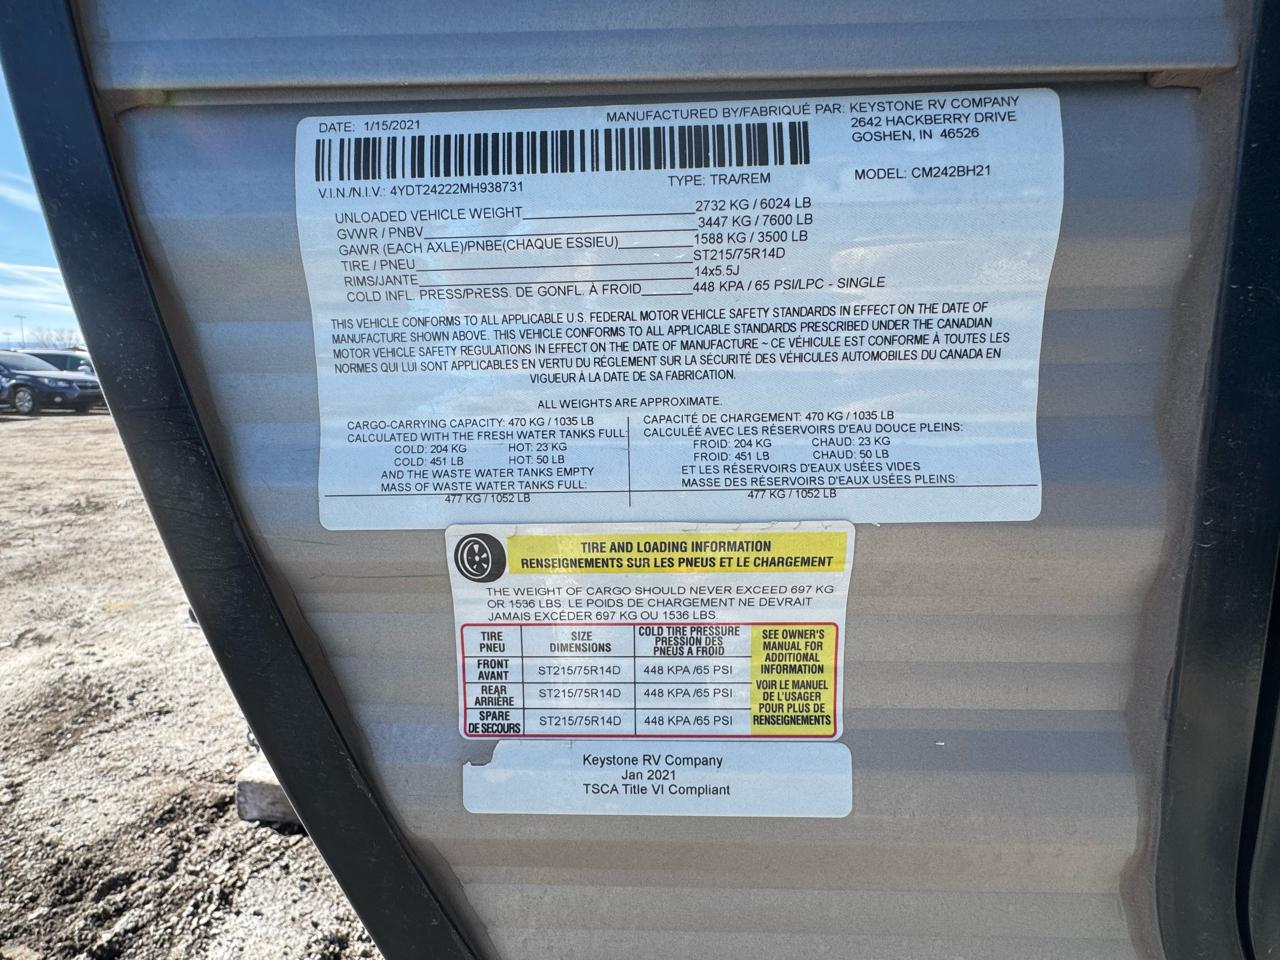 DATE: 1/15/2021
MANUFACTURED BY/FABRIQUÉ PAR: KEYSTONE RV COMPANY
2642 HACKBERRY DRIVE
GOSHEN, IN 46526
V.I.N./N.I.V.: 4YDT24222MH938731
TYPE: TRA/REM
MODEL: CM242BH21
UNLOADED VEHICLE WEIGHT 2732 KG / 6024 LB
GVWR / PNBV 3447 KG / 7600 LB
GAWR (EACH AXLE)/PNBE(CHAQUE ESSIEU) 1588 KG / 3500 LB
TIRE / PNEU ST215/75R14D
RIMS/JANTE 14x5.5J
COLD INFL. PRESS/PRESS. DE GONFL. À FROID 448 KPA / 65 PSI/LPC - SINGLE
THIS VEHICLE CONFORMS TO ALL APPLICABLE U.S. FEDERAL MOTOR VEHICLE SAFETY STANDARDS IN EFFECT ON THE DATE OF
MANUFACTURE SHOWN ABOVE. THIS VEHICLE CONFORMS TO ALL APPLICABLE STANDARDS PRESCRIBED UNDER THE CANADIAN
MOTOR VEHICLE SAFETY REGULATIONS IN EFFECT ON THE DATE OF MANUFACTURE ~ CE VÉHICULE EST CONFORME À TOUTES LES
NORMES QUI LUI SONT APPLICABLES EN VERTU DU RÉGLEMENT SUR LA SÉCURITÉ DES VÉHICULES AUTOMOBILES DU CANADA EN
VIGUEUR À LA DATE DE SA FABRICATION.
ALL WEIGHTS ARE APPROXIMATE.
CARGO-CARRYING CAPACITY: 470 KG / 1035 LB
CALCULATED WITH THE FRESH WATER TANKS FULL:
COLD: 204 KG HOT: 23 KG
COLD: 451 LB HOT: 50 LB
AND THE WASTE WATER TANKS EMPTY
MASS OF WASTE WATER TANKS FULL:
477 KG / 1052 LB
CAPACITÉ DE CHARGEMENT: 470 KG / 1035 LB
CALCULÉE AVEC LES RÉSERVOIRS D'EAU DOUCE PLEINS:
FROID: 204 KG CHAUD: 23 KG
FROID: 451 LB CHAUD: 50 LB
ET LES RÉSERVOIRS D'EAUX USÉES VIDES
MASSE DES RÉSERVOIRS D'EAUX USÉES PLEINS:
477 KG / 1052 LB
TIRE AND LOADING INFORMATION
RENSEIGNEMENTS SUR LES PNEUS ET LE CHARGEMENT
THE WEIGHT OF CARGO SHOULD NEVER EXCEED 697 KG
OR 1536 LBS. LE POIDS DE CHARGEMENT NE DEVRAIT
JAMAIS EXCÉDER 697 KG OU 1536 LBS.
TIRE
PNEU
SIZE
DIMENSIONS
COLD TIRE PRESSURE
PRESSION DES
PNEUS A FROID
FRONT
AVANT
ST215/75R14D 448 KPA /65 PSI
REAR
ARRIÈRE
ST215/75R14D 448 KPA /65 PSI
SPARE
DE SECOURS
ST215/75R14D 448 KPA /65 PSI
SEE OWNER'S
MANUAL FOR
ADDITIONAL
INFORMATION
VOIR LE MANUEL
DE L'USAGER
POUR PLUS DE
RENSEIGNEMENTS
Keystone RV Company
Jan 2021
TSCA Title VI Compliant